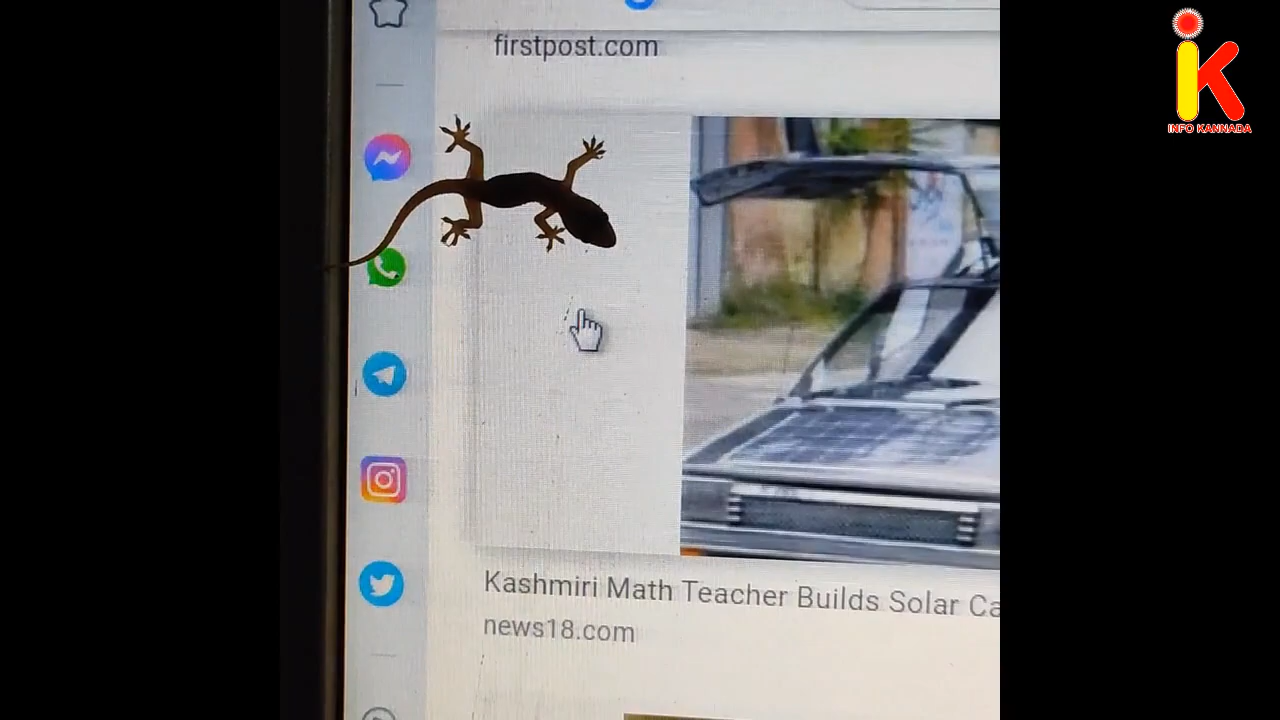 firstpost.com
INFO KANNADA
Kashmiri Math Teacher Builds Solar Ca
news18.com